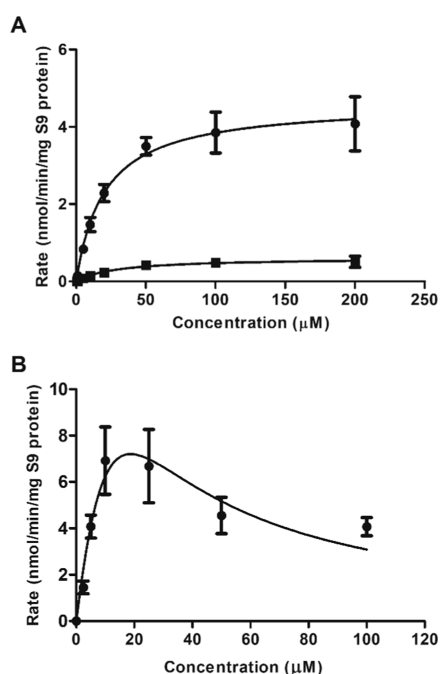 A
Rate (nmol/min/mg S9 protein)
6
4
2
0
0 50 100 150 200 250
Concentration (μM)
B
Rate (nmol/min/mg S9 protein)
10
8
6
4
2
0
0 20 40 60 80 100 120
Concentration (μM)